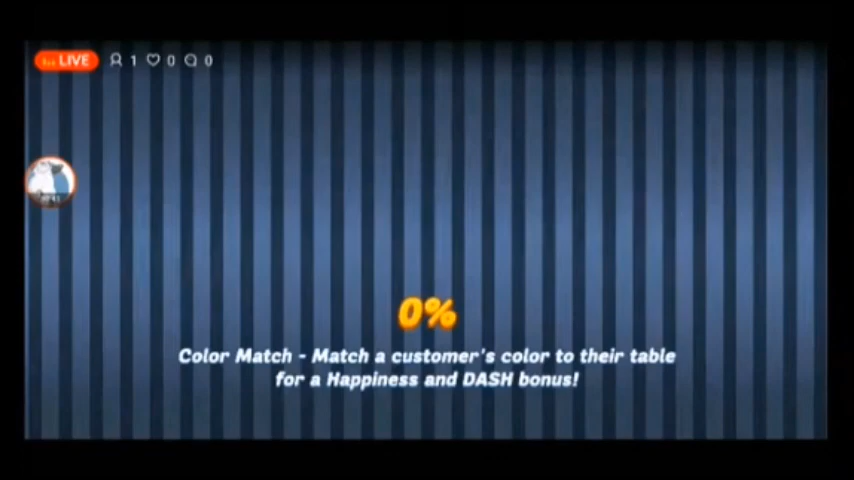 LIVE 1 0 0
0%
Color Match - Match a customer's color to their table
for a Happiness and DASH bonus!